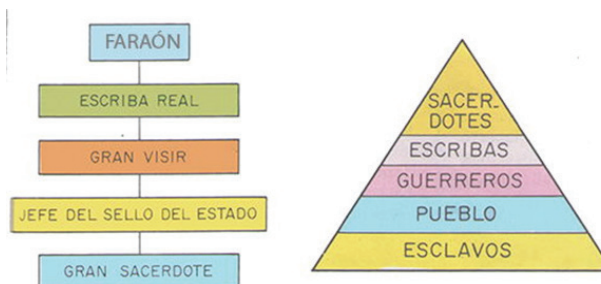 FARAÓN
ESCRIBA REAL
GRAN VISIR
JEFE DEL SELLO DEL ESTADO
GRAN SACERDOTE
SACER-
DOTES
ESCRIBAS
GUERREROS
PUEBLO
ESCLAVOS